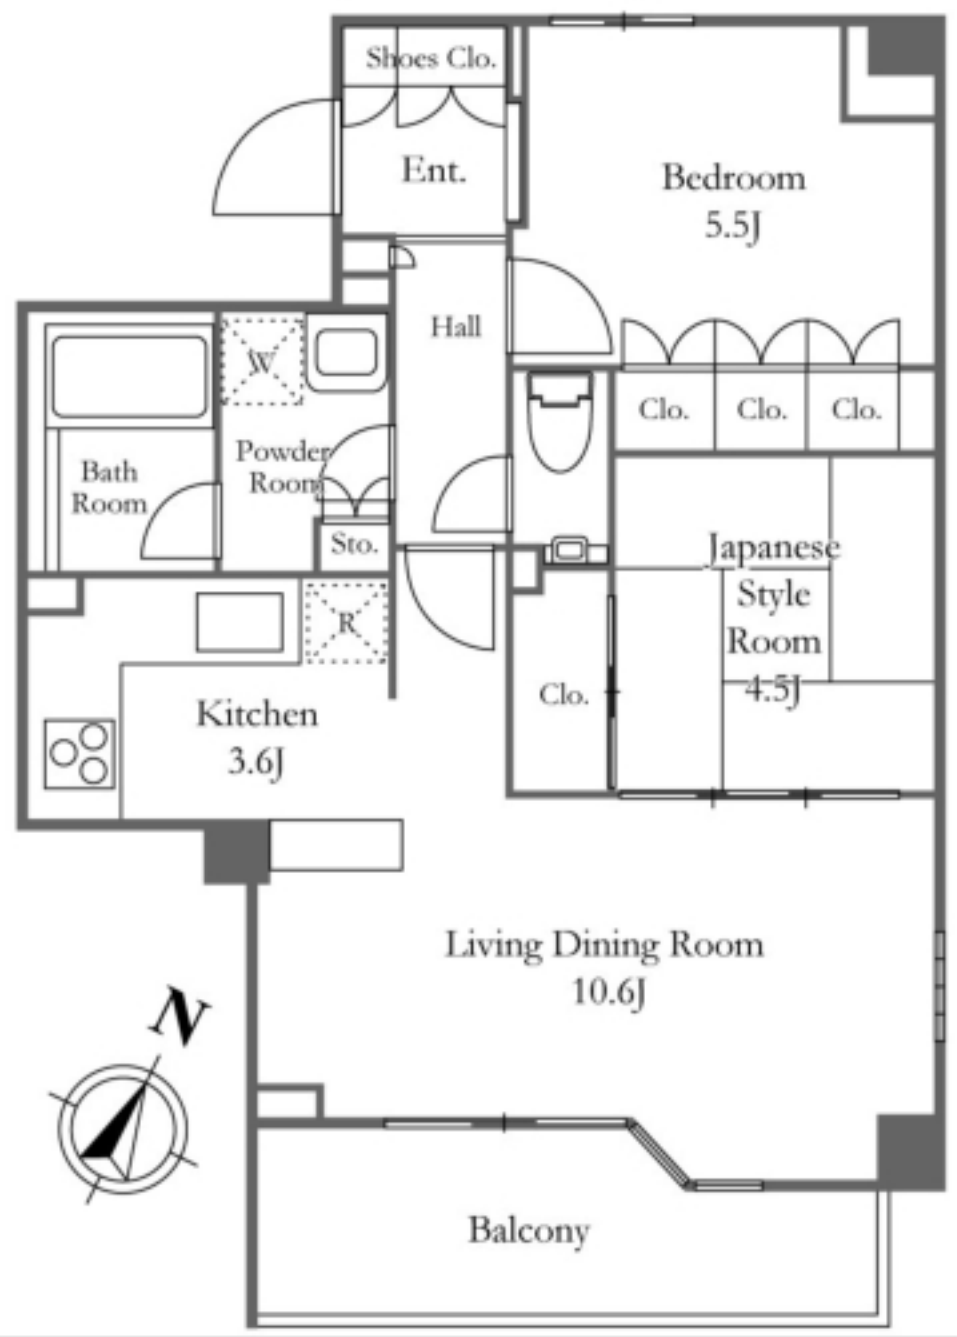 Shoes Clo.
Ent.
Bedroom
5.5J
Hall
W
Clo.
Clo.
Clo.
Powder
Room
Bath
Room
Sto.
Japanese
Style
Room
4.5J
R
Clo.
Kitchen
3.6J
Living Dining Room
10.6J
N
Balcony